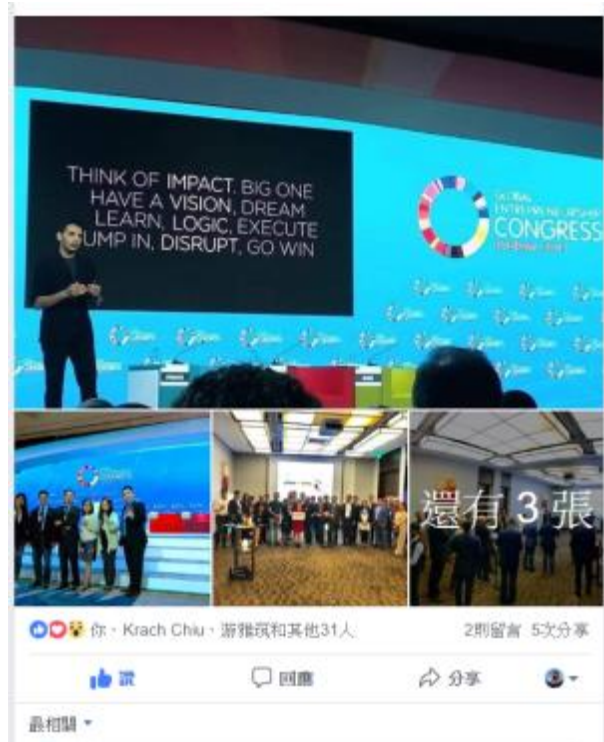 THINK OF IMPACT. BIG ONE
HAVE A VISION, DREAM
LEARN, LOGIC, EXECUTE
UMP IN, DISRUPT, GO WIN
GLOBAL
ENTREPRENEURSHIP
CONGRESS
還有 3 張
你、Krach Chiu、游雅筑和其他31人
2則留言 5次分享
讚
回應
分享
最相關